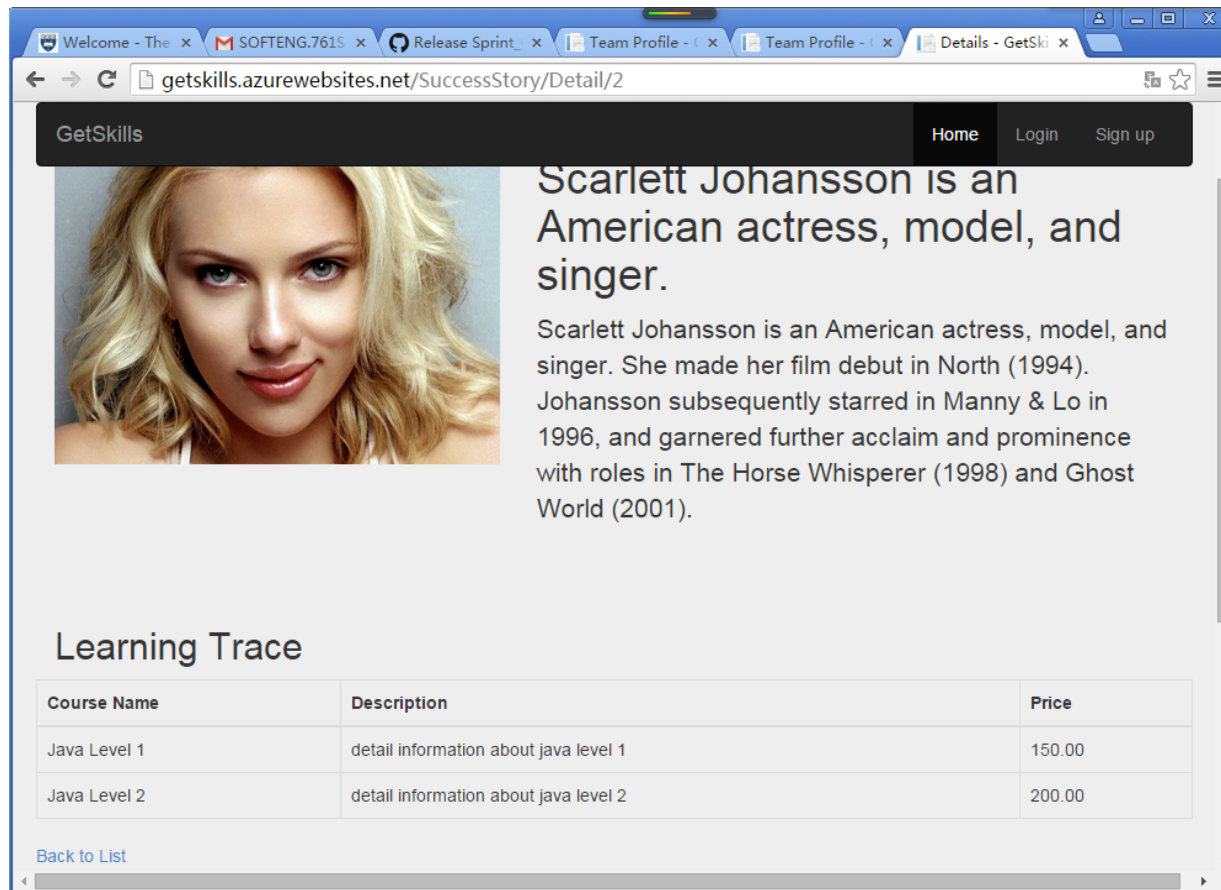 Welcome - The
SOFTENG.761S
Release Sprint_
Team Profile - (
Team Profile - (
Details - GetSki
getskills.azurewebsites.net/SuccessStory/Detail/2
GetSkills
Home
Login
Sign up
Scarlett Johansson is an
American actress, model, and
singer.
Scarlett Johansson is an American actress, model, and
singer. She made her film debut in North (1994).
Johansson subsequently starred in Manny & Lo in
1996, and garnered further acclaim and prominence
with roles in The Horse Whisperer (1998) and Ghost
World (2001).
Learning Trace
Course Name Description Price
Java Level 1 detail information about java level 1 150.00
Java Level 2 detail information about java level 2 200.00
Back to List